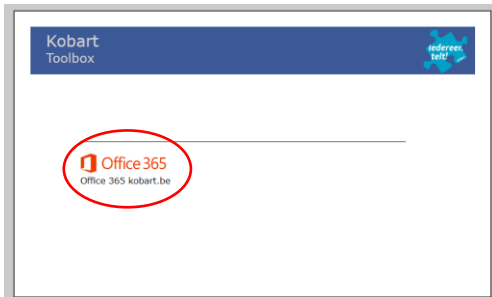 Kobart
Toolbox
iedereen
telt!
Office 365
Office 365 kobart.be